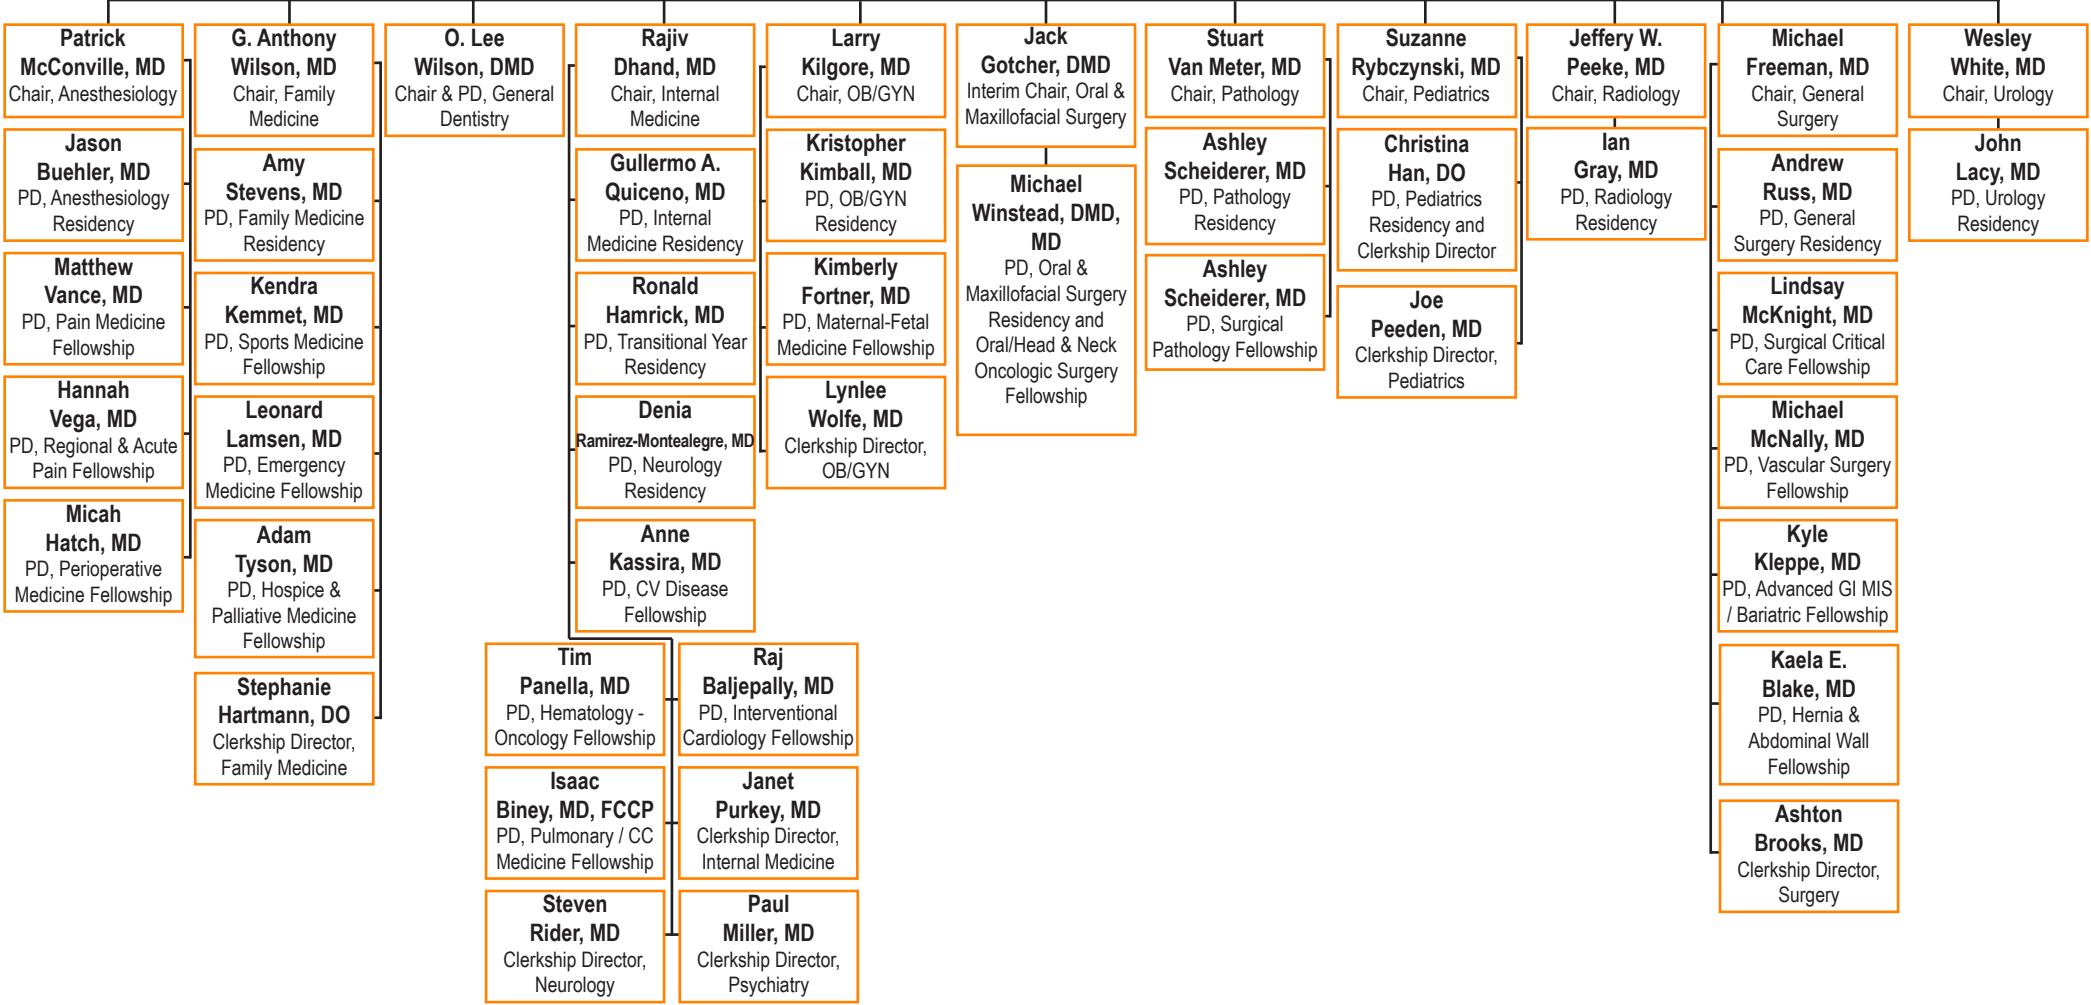 Patrick
McConville, MD
Chair, Anesthesiology
Jason
Buehler, MD
PD, Anesthesiology
Residency
Matthew
Vance, MD
PD, Pain Medicine
Fellowship
Hannah
Vega, MD
PD, Regional & Acute
Pain Fellowship
Micah
Hatch, MD
PD, Perioperative
Medicine Fellowship
G. Anthony
Wilson, MD
Chair, Family
Medicine
Amy
Stevens, MD
PD, Family Medicine
Residency
Kendra
Kemmet, MD
PD, Sports Medicine
Fellowship
Leonard
Lamsen, MD
PD, Emergency
Medicine Fellowship
Adam
Tyson, MD
PD, Hospice &
Palliative Medicine
Fellowship
Stephanie
Hartmann, DO
Clerkship Director,
Family Medicine
O. Lee
Wilson, DMD
Chair & PD, General
Dentistry
Rajiv
Dhand, MD
Chair, Internal
Medicine
Gullermo A.
Quiceno, MD
PD, Internal
Medicine Residency
Ronald
Hamrick, MD
PD, Transitional Year
Residency
Denia
Ramirez-Montealegre, MD
PD, Neurology
Residency
Anne
Kassira, MD
PD, CV Disease
Fellowship
Tim
Panella, MD
PD, Hematology -
Oncology Fellowship
Raj
Baljepally, MD
PD, Interventional
Cardiology Fellowship
Isaac
Biney, MD, FCCP
PD, Pulmonary / CC
Medicine Fellowship
Janet
Purkey, MD
Clerkship Director,
Internal Medicine
Steven
Rider, MD
Clerkship Director,
Neurology
Paul
Miller, MD
Clerkship Director,
Psychiatry
Larry
Kilgore, MD
Chair, OB/GYN
Kristopher
Kimball, MD
PD, OB/GYN
Residency
Kimberly
Fortner, MD
PD, Maternal-Fetal
Medicine Fellowship
Lynlee
Wolfe, MD
Clerkship Director,
OB/GYN
Jack
Gotcher, DMD
Interim Chair, Oral &
Maxillofacial Surgery
Michael
Winstead, DMD,
MD
PD, Oral &
Maxillofacial Surgery
Residency and
Oral/Head & Neck
Oncologic Surgery
Fellowship
Stuart
Van Meter, MD
Chair, Pathology
Ashley
Scheiderer, MD
PD, Pathology
Residency
Ashley
Scheiderer, MD
PD, Surgical
Pathology Fellowship
Suzanne
Rybczynski, MD
Chair, Pediatrics
Christina
Han, DO
PD, Pediatrics
Residency and
Clerkship Director
Joe
Peeden, MD
Clerkship Director,
Pediatrics
Jeffery W.
Peeke, MD
Chair, Radiology
Ian
Gray, MD
PD, Radiology
Residency
Michael
Freeman, MD
Chair, General
Surgery
Andrew
Russ, MD
PD, General
Surgery Residency
Lindsay
McKnight, MD
PD, Surgical Critical
Care Fellowship
Michael
McNally, MD
PD, Vascular Surgery
Fellowship
Kyle
Kleppe, MD
PD, Advanced GI MIS
/ Bariatric Fellowship
Kaela E.
Blake, MD
PD, Hernia &
Abdominal Wall
Fellowship
Ashton
Brooks, MD
Clerkship Director,
Surgery
Wesley
White, MD
Chair, Urology
John
Lacy, MD
PD, Urology
Residency